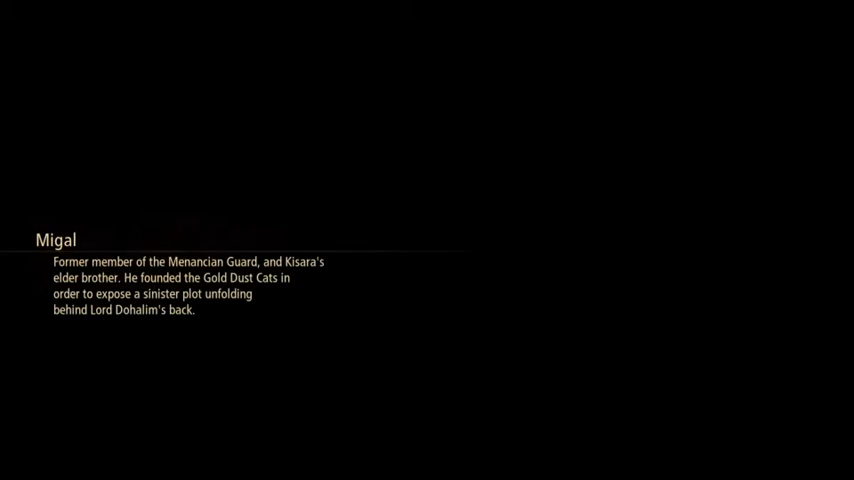 Migal
Former member of the Menancian Guard, and Kisara's
elder brother. He founded the Gold Dust Cats in
order to expose a sinister plot unfolding
behind Lord Dohalim's back.